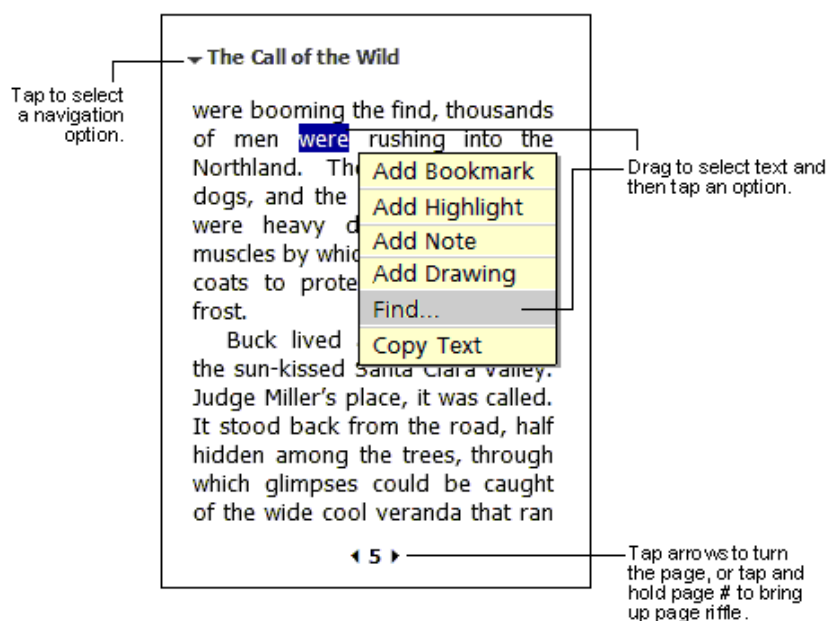 The Call of the Wild
Tap to select
a navigation
option.
were booming the find, thousands
of men were rushing into the
Northland. The
dogs, and the
were heavy d
muscles by whic
coats to prote
frost.
Add Bookmark
Add Highlight
Add Note
Add Drawing
Find...
Copy Text
Drag to select text and
then tap an option.
Buck lived
the sun-kissed Santa Clara Valley.
Judge Miller's place, it was called.
It stood back from the road, half
hidden among the trees, through
which glimpses could be caught
of the wide cool veranda that ran
5
Tap arrows to turn
the page, or tap and
hold page # to bring
up page riffle.